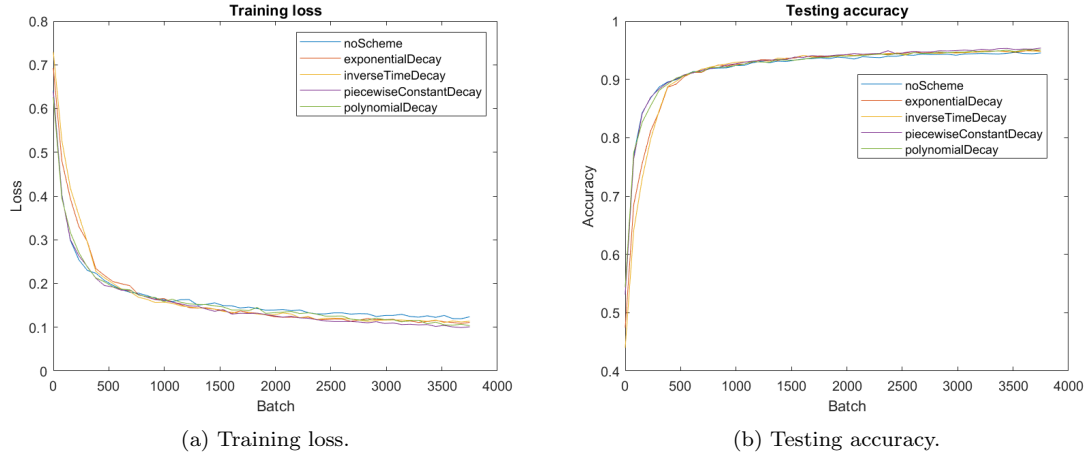 Training loss
0.8
0.7
0.6
0.5
0.4
0.3
0.2
0.1
0
Loss
0 500 1000 1500 2000 2500 3000 3500 4000
Batch
noScheme
exponentialDecay
inverseTimeDecay
piecewiseConstantDecay
polynomialDecay
(a) Training loss.
Testing accuracy
1
0.9
0.8
0.7
0.6
0.5
0.4
Accuracy
0 500 1000 1500 2000 2500 3000 3500 4000
Batch
noScheme
exponentialDecay
inverseTimeDecay
piecewiseConstantDecay
polynomialDecay
(b) Testing accuracy.